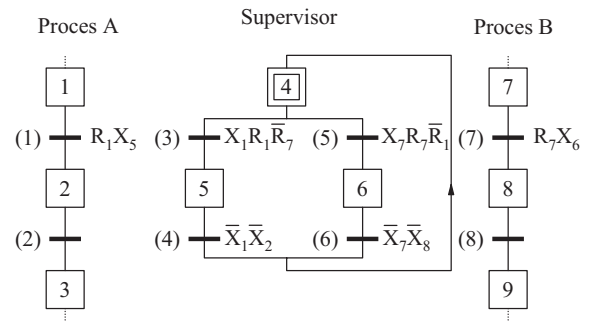 Proces A
Supervisor
Proces B
1
4
7
(1) R₁X₅
(3) X₁R₁R̅₇
(5) X₇R₇R̅₁
(7) R₇X₆
2
5
6
8
(2)
(4) X̅₁X̅₂
(6) X̅₇X̅₈
(8)
3
9